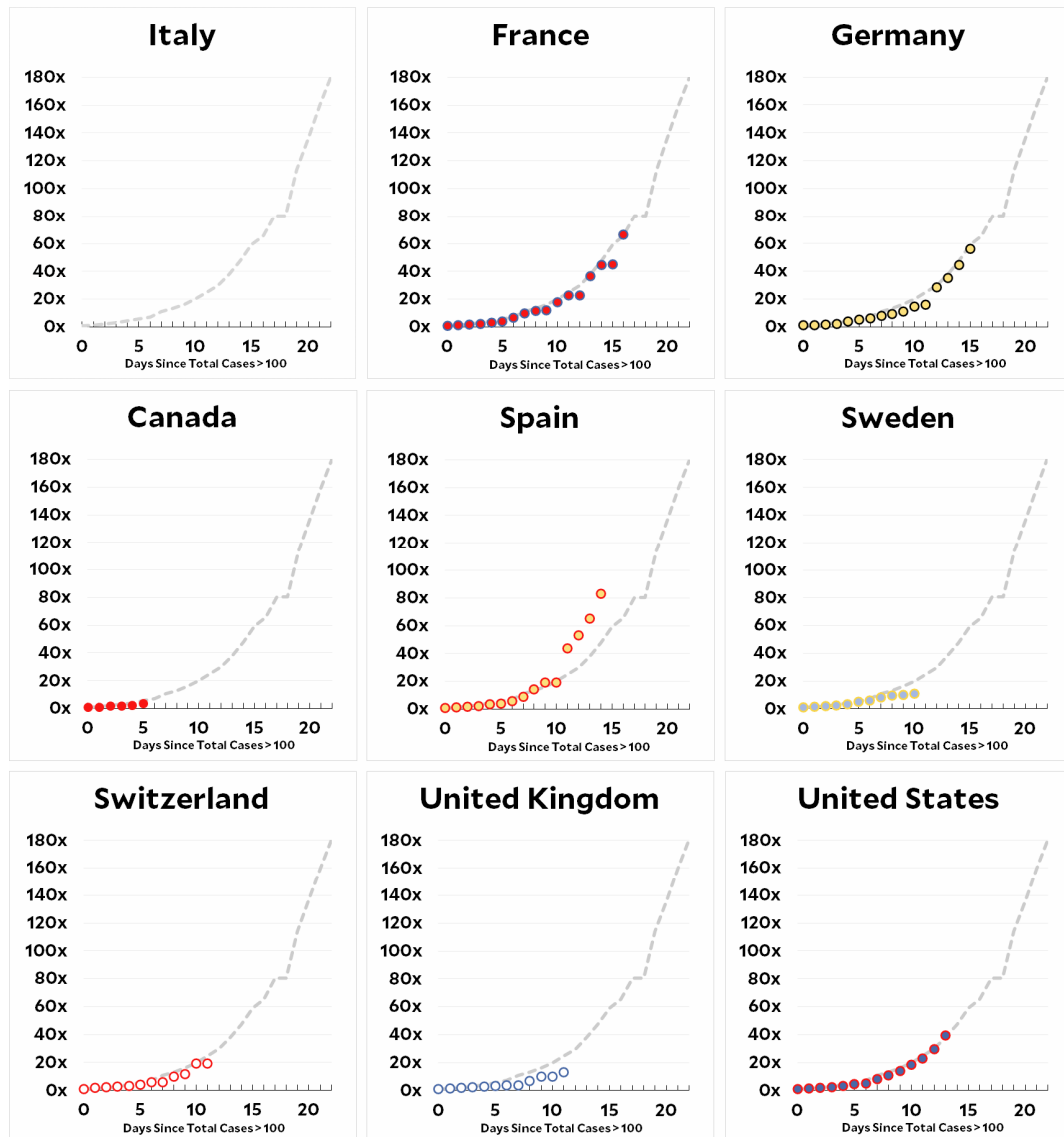 Italy
180x
160x
140x
120x
100x
80x
60x
40x
20x
0x
0 5 10 15 20
Days Since Total Cases > 100
France
180x
160x
140x
120x
100x
80x
60x
40x
20x
0x
0 5 10 15 20
Days Since Total Cases > 100
Germany
180x
160x
140x
120x
100x
80x
60x
40x
20x
0x
0 5 10 15 20
Days Since Total Cases > 100
Canada
180x
160x
140x
120x
100x
80x
60x
40x
20x
0x
0 5 10 15 20
Days Since Total Cases > 100
Spain
180x
160x
140x
120x
100x
80x
60x
40x
20x
0x
0 5 10 15 20
Days Since Total Cases > 100
Sweden
180x
160x
140x
120x
100x
80x
60x
40x
20x
0x
0 5 10 15 20
Days Since Total Cases > 100
Switzerland
180x
160x
140x
120x
100x
80x
60x
40x
20x
0x
0 5 10 15 20
Days Since Total Cases > 100
United Kingdom
180x
160x
140x
120x
100x
80x
60x
40x
20x
0x
0 5 10 15 20
Days Since Total Cases > 100
United States
180x
160x
140x
120x
100x
80x
60x
40x
20x
0x
0 5 10 15 20
Days Since Total Cases > 100